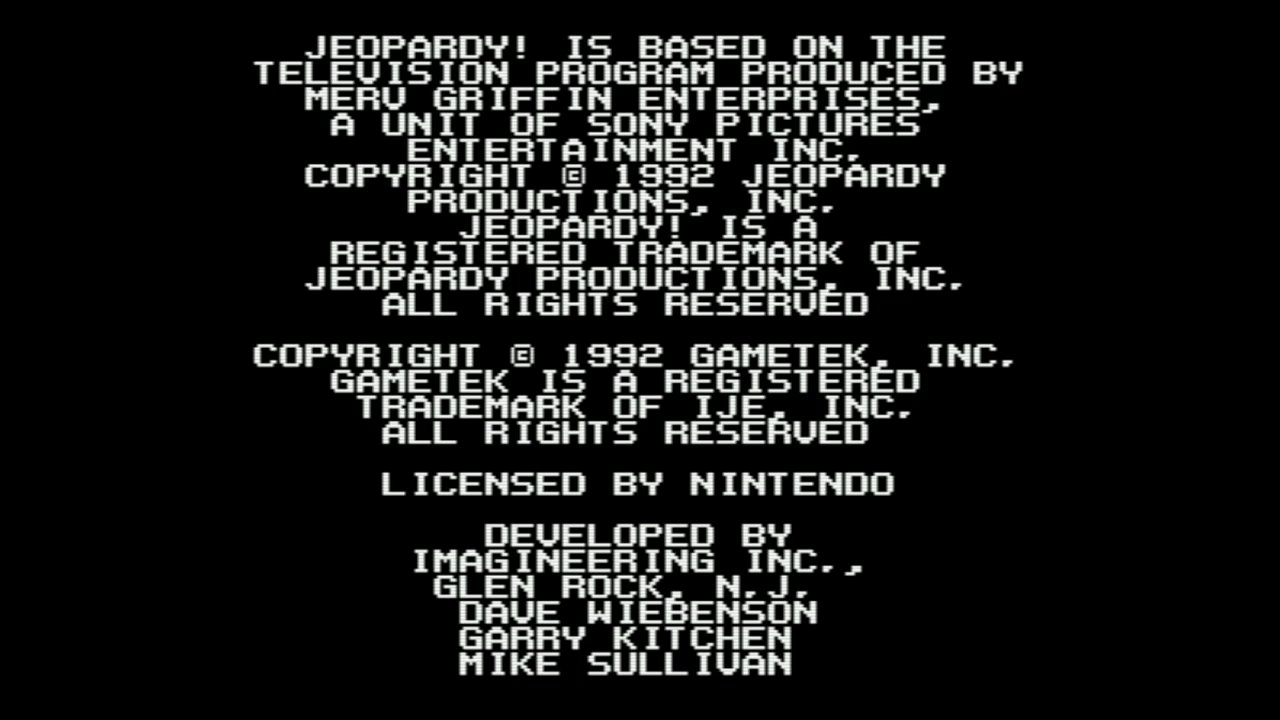 JEOPARDY! IS BASED ON THE
TELEVISION PROGRAM PRODUCED BY
MERV GRIFFIN ENTERPRISES,
A UNIT OF SONY PICTURES
ENTERTAINMENT INC.
COPYRIGHT © 1992 JEOPARDY
PRODUCTIONS, INC.
JEOPARDY! IS A
REGISTERED TRADEMARK OF
JEOPARDY PRODUCTIONS, INC.
ALL RIGHTS RESERVED
COPYRIGHT © 1992 GAMETEK, INC.
GAMETEK IS A REGISTERED
TRADEMARK OF IJE, INC.
ALL RIGHTS RESERVED
LICENSED BY NINTENDO
DEVELOPED BY
IMAGINEERING INC.,
GLEN ROCK, N.J.
DAVE WIEBENSON
GARRY KITCHEN
MIKE SULLIVAN